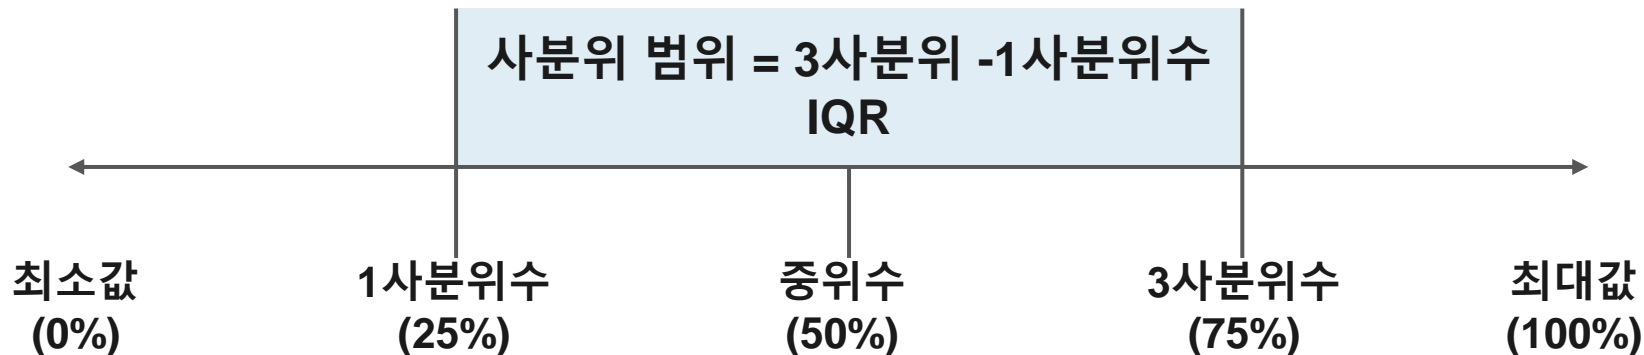 사분위 범위 = 3사분위 -1사분위수
IQR
최소값
(0%)
1사분위수
(25%)
중위수
(50%)
3사분위수
(75%)
최대값
(100%)